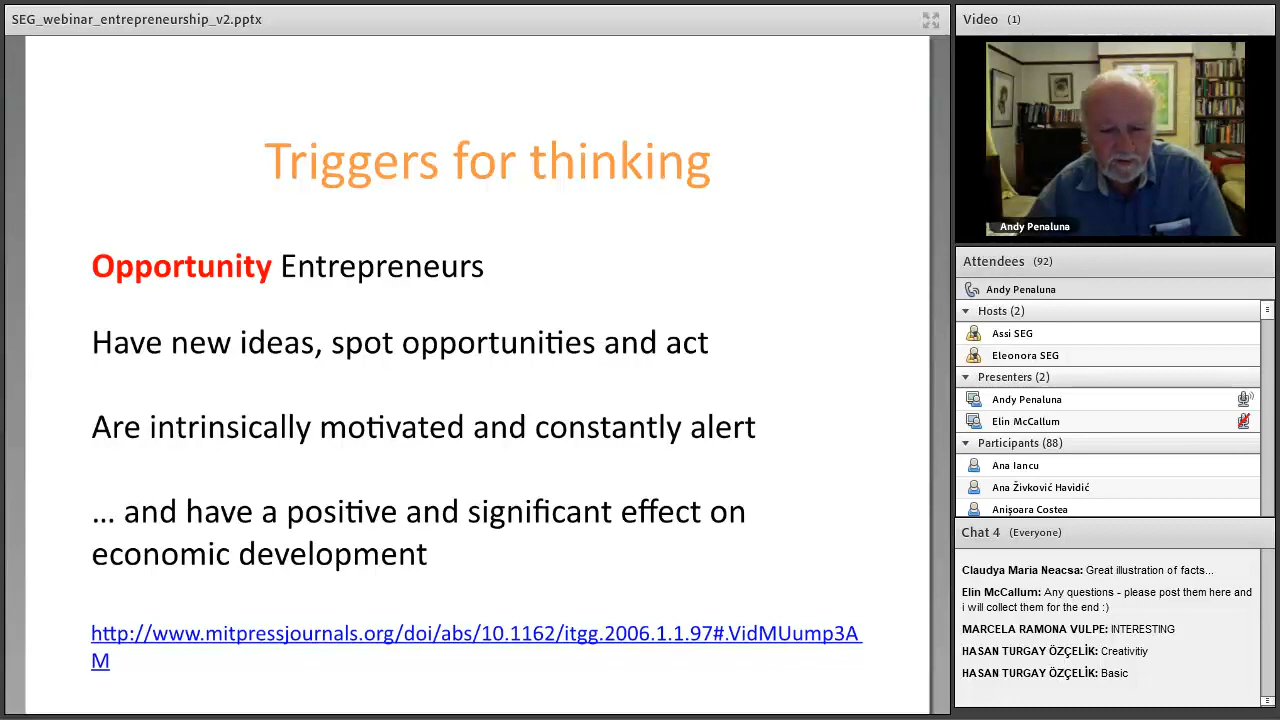 SEG_webinar_entrepreneurship_v2.pptx
Triggers for thinking
Opportunity Entrepreneurs
Have new ideas, spot opportunities and act
Are intrinsically motivated and constantly alert
... and have a positive and significant effect on
economic development
http://www.mitpressjournals.org/doi/abs/10.1162/itgg.2006.1.1.97#.VidMUump3A
M
Video (1)
Andy Penaluna
Attendees (92)
Andy Penaluna
Hosts (2)
Assi SEG
Eleonora SEG
Presenters (2)
Andy Penaluna
Elin McCallum
Participants (88)
Ana Iancu
Ana Živković Havidić
Anișoara Costea
Chat 4 (Everyone)
Claudya Maria Neacsa: Great illustration of facts...
Elin McCallum: Any questions - please post them here and
i will collect them for the end :)
MARCELA RAMONA VULPE: INTERESTING
HASAN TURGAY ÖZÇELİK: Creativitiy
HASAN TURGAY ÖZÇELİK: Basic